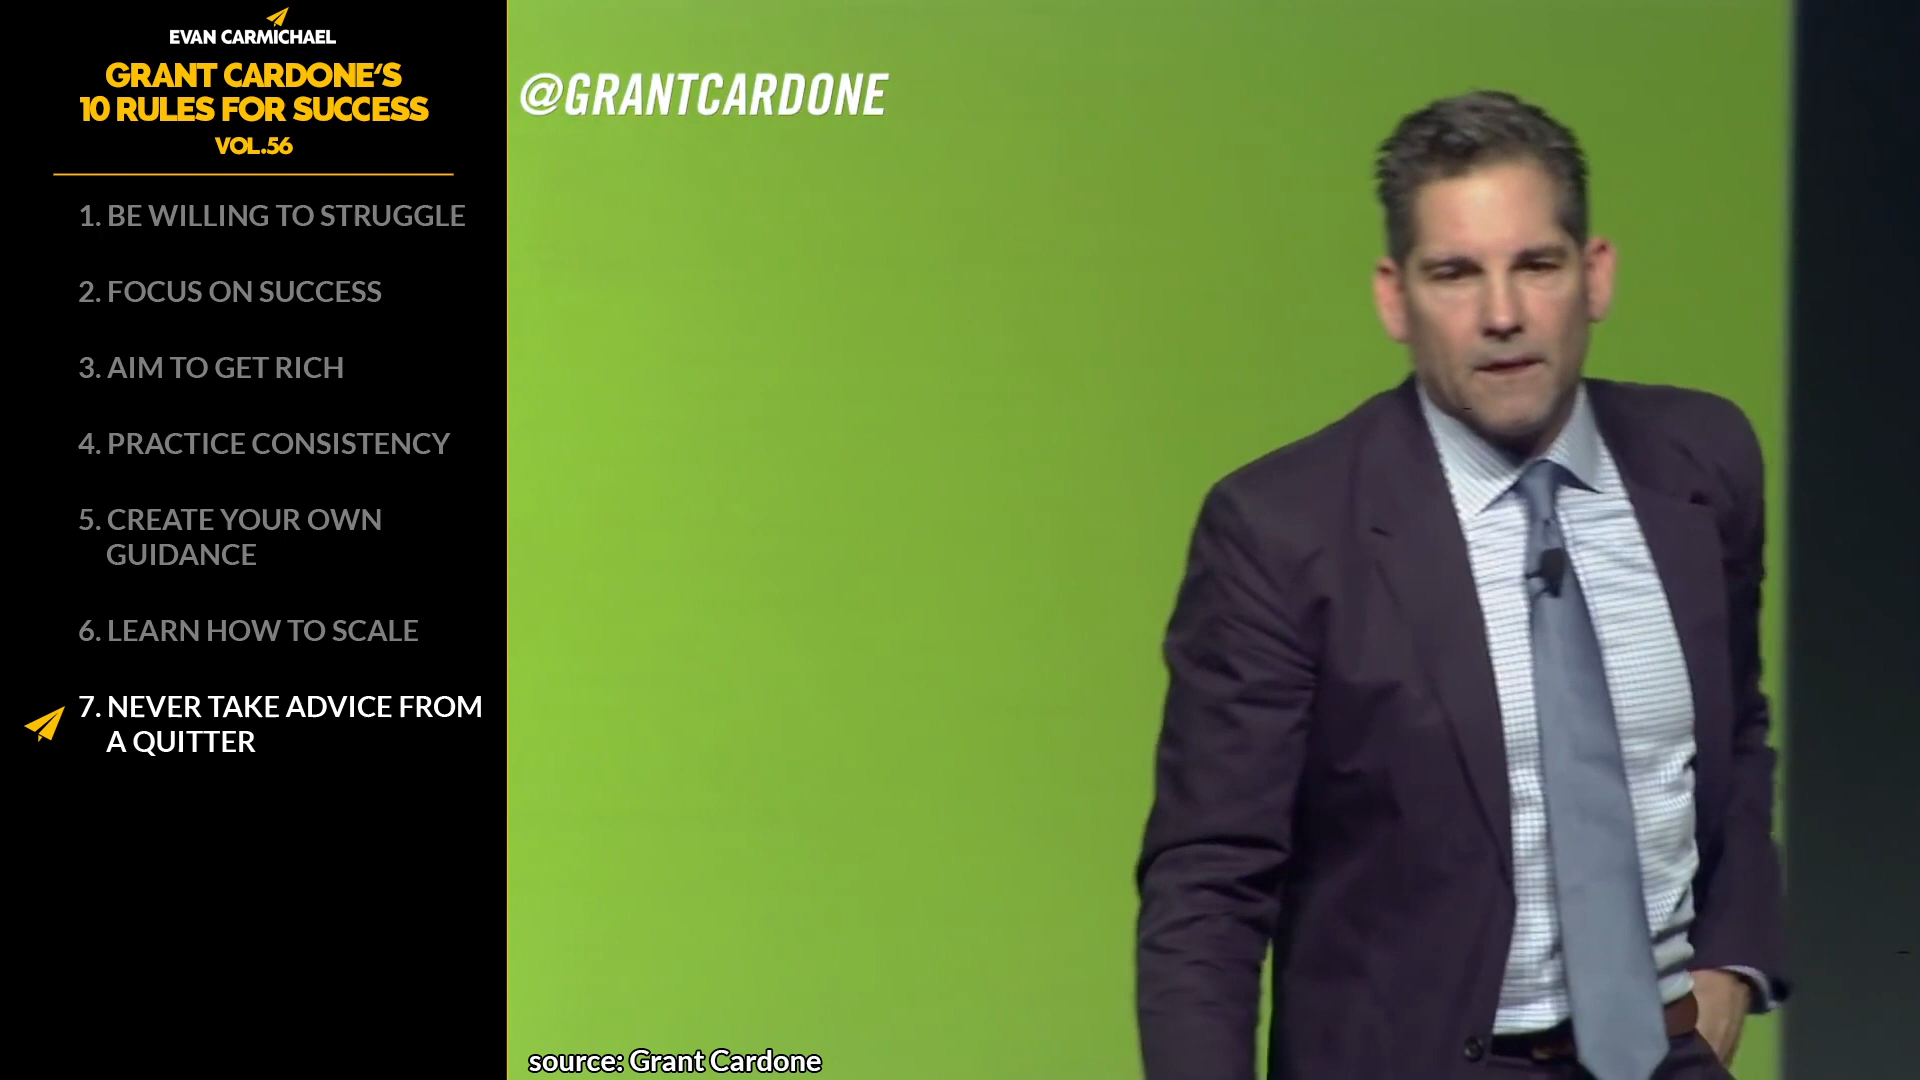 EVAN CARMICHAEL
GRANT CARDONE'S
10 RULES FOR SUCCESS
VOL.56
1. BE WILLING TO STRUGGLE
2. FOCUS ON SUCCESS
3. AIM TO GET RICH
4. PRACTICE CONSISTENCY
5. CREATE YOUR OWN
GUIDANCE
6. LEARN HOW TO SCALE
7. NEVER TAKE ADVICE FROM
A QUITTER
@GRANTCARDONE
source: Grant Cardone